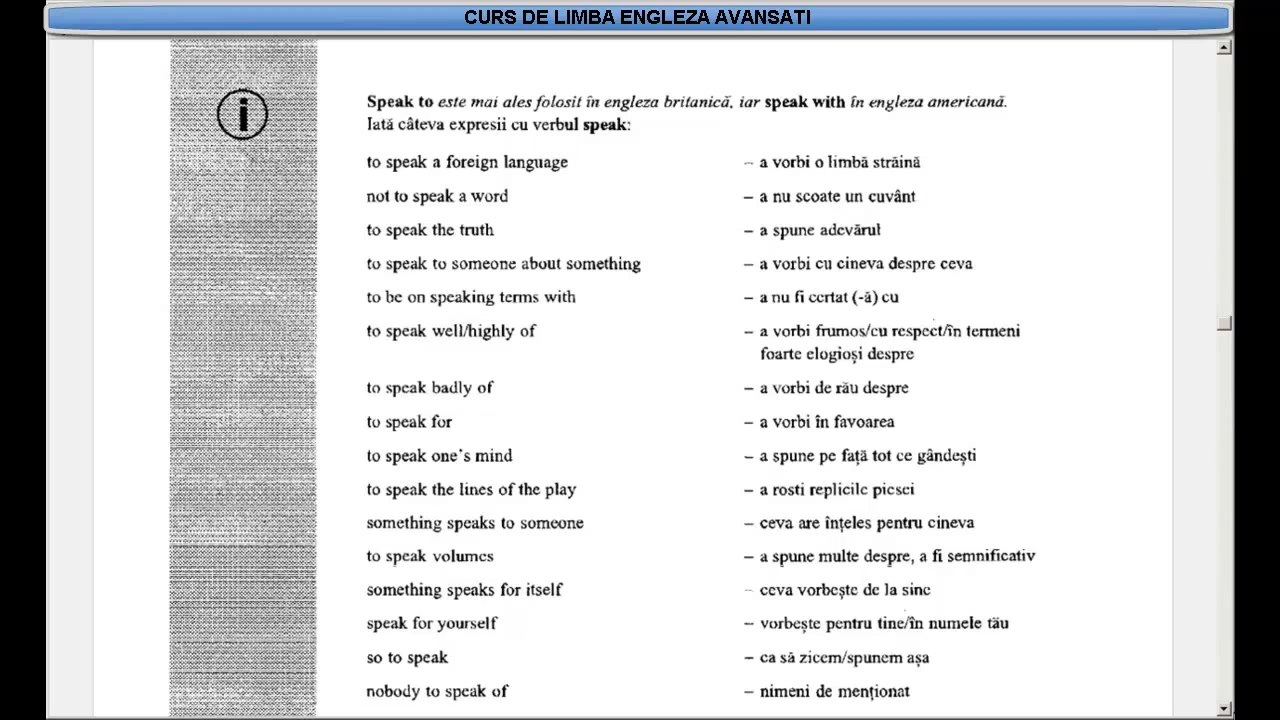 CURS DE LIMBA ENGLEZA AVANSATI
Speak to este mai ales folosit în engleza britanică, iar speak with în engleza americană.
Iată câteva expresii cu verbul speak:
to speak a foreign language – a vorbi o limbă străină
not to speak a word – a nu scoate un cuvânt
to speak the truth – a spune adevărul
to speak to someone about something – a vorbi cu cineva despre ceva
to be on speaking terms with – a nu fi certat (-ă) cu
to speak well/highly of – a vorbi frumos/cu respect/în termeni
foarte elogioși despre
to speak badly of – a vorbi de rău despre
to speak for – a vorbi în favoarea
to speak one's mind – a spune pe față tot ce gândești
to speak the lines of the play – a rosti replicile piesei
something speaks to someone – ceva are înțeles pentru cineva
to speak volumes – a spune multe despre, a fi semnificativ
something speaks for itself – ceva vorbește de la sine
speak for yourself – vorbește pentru tine/în numele tău
so to speak – ca să zicem/spunem așa
nobody to speak of – nimeni de menționat